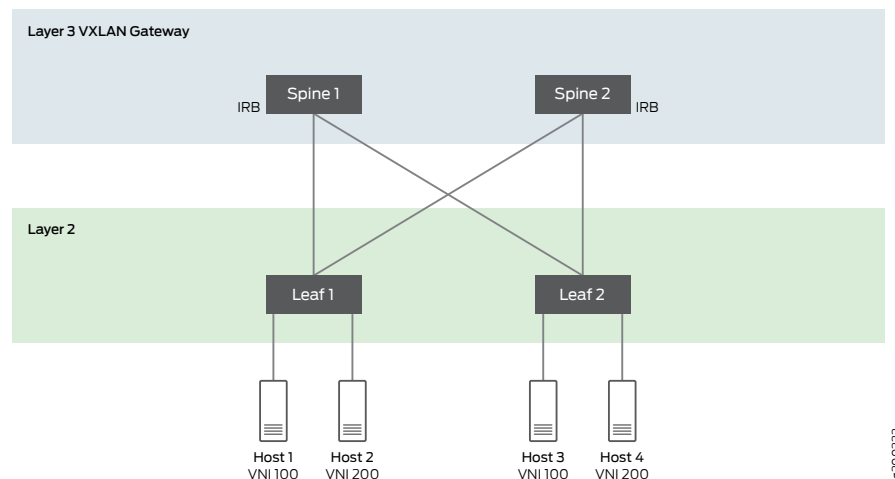 Layer 3 VXLAN Gateway
Spine 1
Spine 2
IRB
IRB
Layer 2
Leaf 1
Leaf 2
Host 1
VNI 100
Host 2
VNI 200
Host 3
VNI 100
Host 4
VNI 200